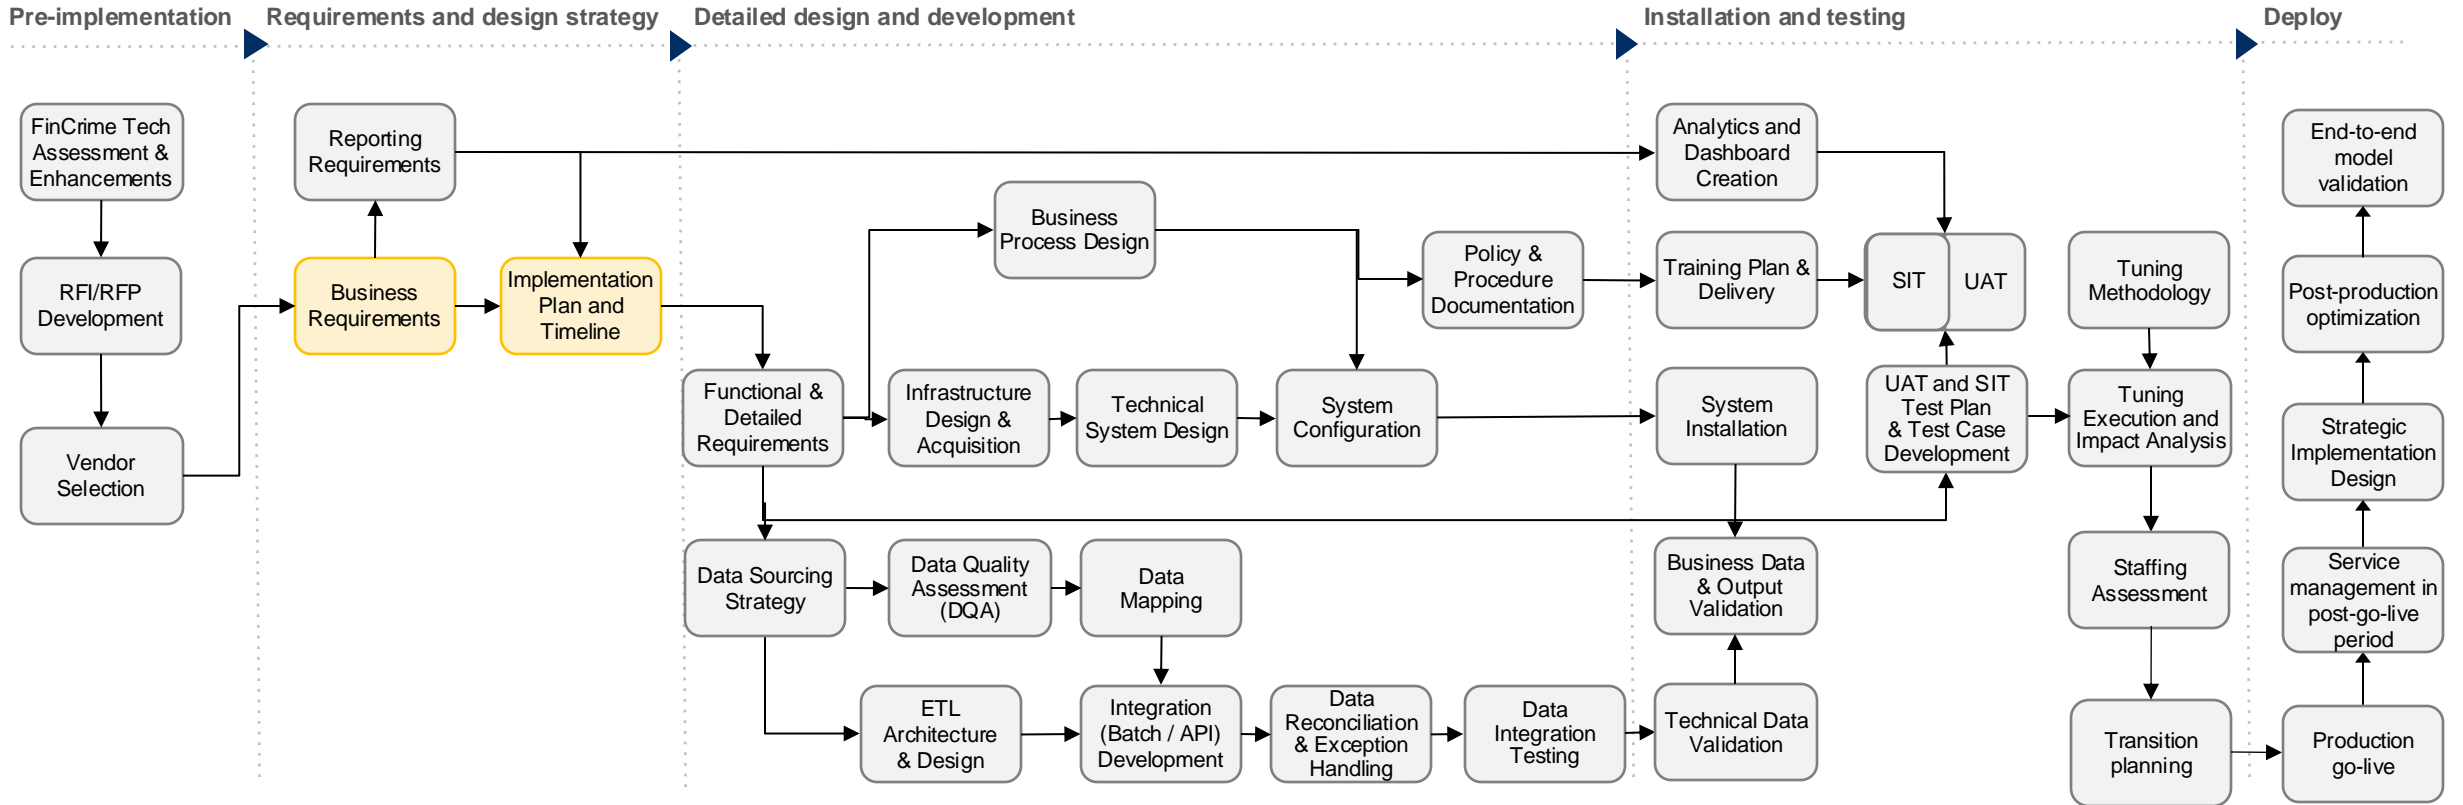 Pre-implementation
Requirements and design strategy
Detailed design and development
Installation and testing
Deploy
FinCrime Tech
Assessment &
Enhancements
RFI/RFP
Development
Vendor
Selection
Reporting
Requirements
Business
Requirements
Implementation
Plan and
Timeline
Functional &
Detailed
Requirements
Business
Process Design
Infrastructure
Design &
Acquisition
Technical
System Design
System
Configuration
Policy &
Procedure
Documentation
Data Sourcing
Strategy
Data Quality
Assessment
(DQA)
Data
Mapping
ETL
Architecture
& Design
Integration
(Batch / API)
Development
Data
Reconciliation
& Exception
Handling
Data
Integration
Testing
Analytics and
Dashboard
Creation
Training Plan &
Delivery
SIT
UAT
System
Installation
UAT and SIT
Test Plan
& Test Case
Development
Business Data
& Output
Validation
Technical Data
Validation
Tuning
Methodology
Tuning
Execution and
Impact Analysis
Staffing
Assessment
Transition
planning
End-to-end
model
validation
Post-production
optimization
Strategic
Implementation
Design
Service
management in
post-go-live
period
Production
go-live